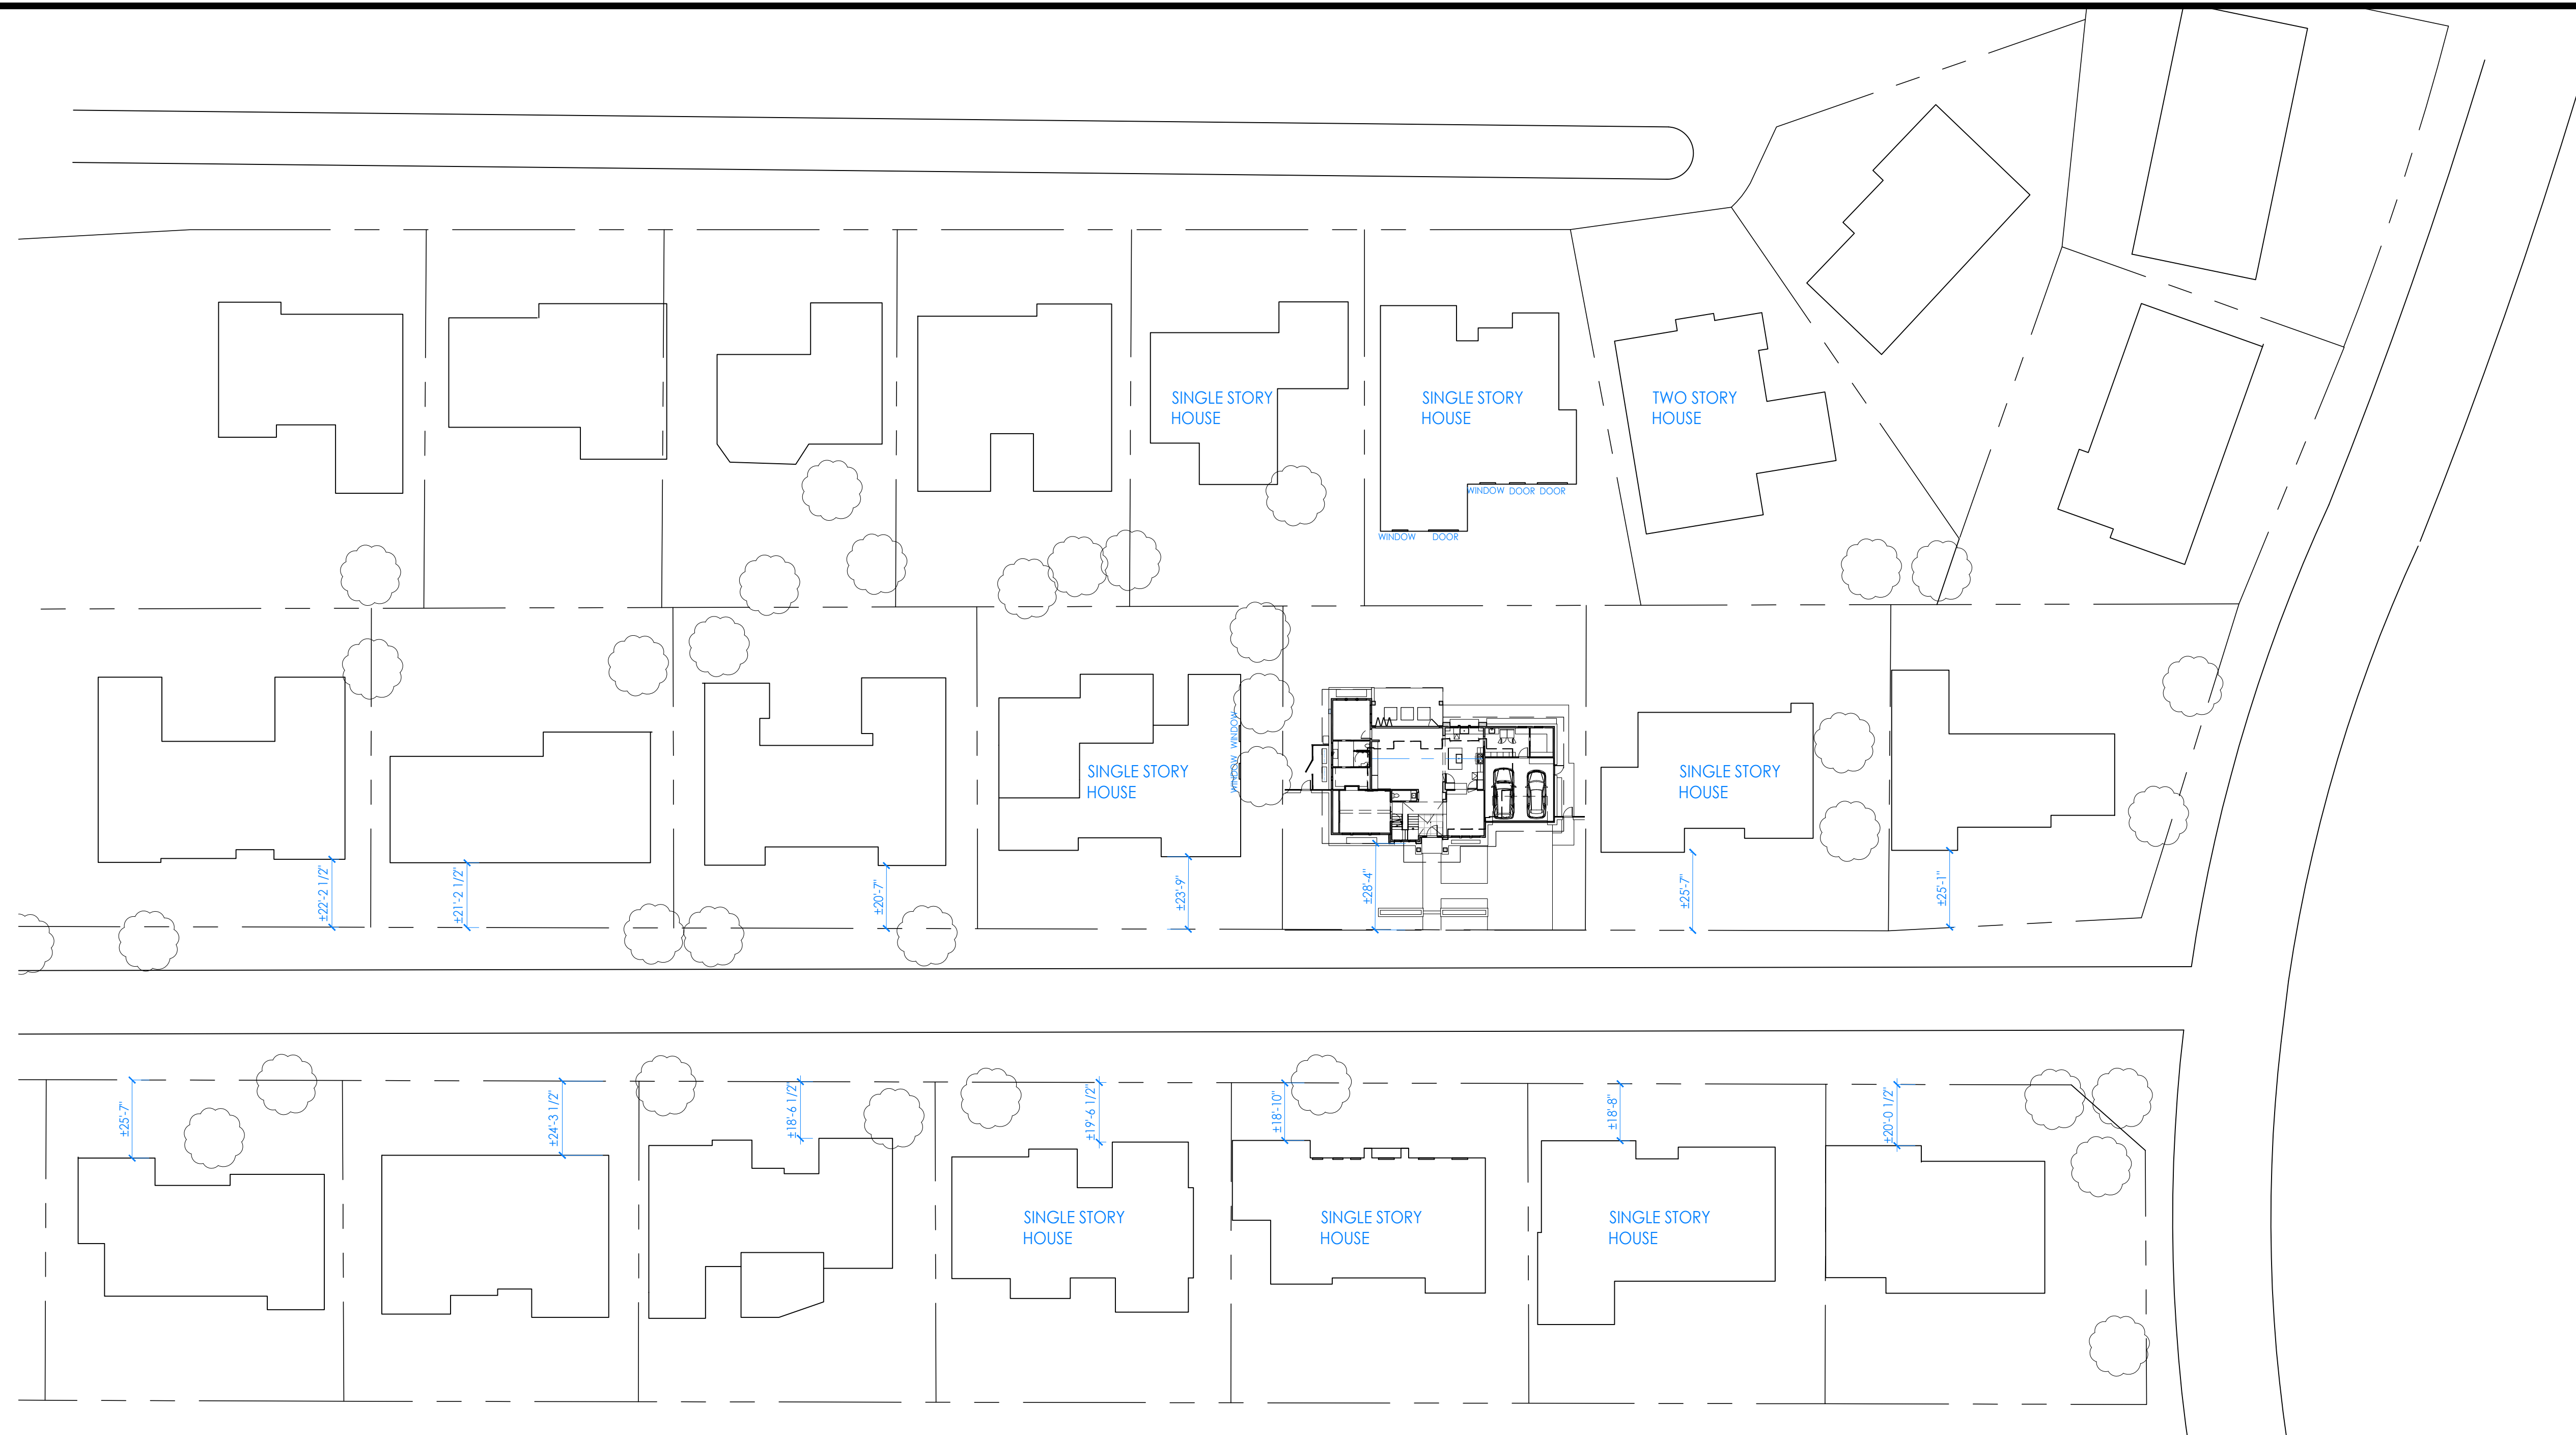 SINGLE STORY
HOUSE
SINGLE STORY
HOUSE
TWO STORY
HOUSE
WINDOW DOOR DOOR
WINDOW DOOR
WINDOW WINDOW
SINGLE STORY
HOUSE
SINGLE STORY
HOUSE
±22'-2 1/2"
±21'-2 1/2"
±20'-7"
±23'-9"
±28'-4"
±25'-7"
±25'-1"
±25'-7"
±24'-3 1/2"
±18'-6 1/2"
±19'-6 1/2"
±18'-10"
±18'-8"
±20'-0 1/2"
SINGLE STORY
HOUSE
SINGLE STORY
HOUSE
SINGLE STORY
HOUSE